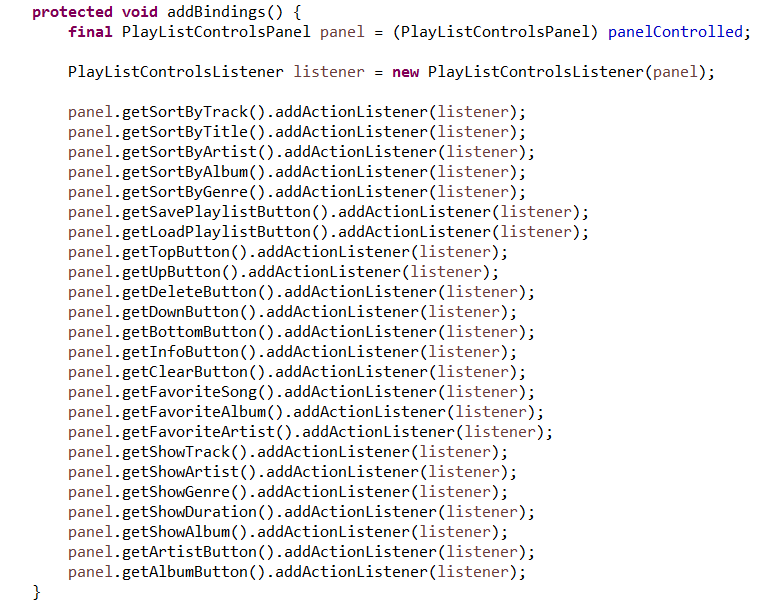 protected void addBindings() {
final PlayListControlsPanel panel = (PlayListControlsPanel) panelControlled;
PlayListControlsListener listener = new PlayListControlsListener(panel);
panel.getSortByTrack().addActionListener(listener);
panel.getSortByTitle().addActionListener(listener);
panel.getSortByArtist().addActionListener(listener);
panel.getSortByAlbum().addActionListener(listener);
panel.getSortByGenre().addActionListener(listener);
panel.getSavePlaylistButton().addActionListener(listener);
panel.getLoadPlaylistButton().addActionListener(listener);
panel.getTopButton().addActionListener(listener);
panel.getUpButton().addActionListener(listener);
panel.getDeleteButton().addActionListener(listener);
panel.getDownButton().addActionListener(listener);
panel.getBottomButton().addActionListener(listener);
panel.getInfoButton().addActionListener(listener);
panel.getClearButton().addActionListener(listener);
panel.getFavoriteSong().addActionListener(listener);
panel.getFavoriteAlbum().addActionListener(listener);
panel.getFavoriteArtist().addActionListener(listener);
panel.getShowTrack().addActionListener(listener);
panel.getShowArtist().addActionListener(listener);
panel.getShowGenre().addActionListener(listener);
panel.getShowDuration().addActionListener(listener);
panel.getShowAlbum().addActionListener(listener);
panel.getArtistButton().addActionListener(listener);
panel.getAlbumButton().addActionListener(listener);
}